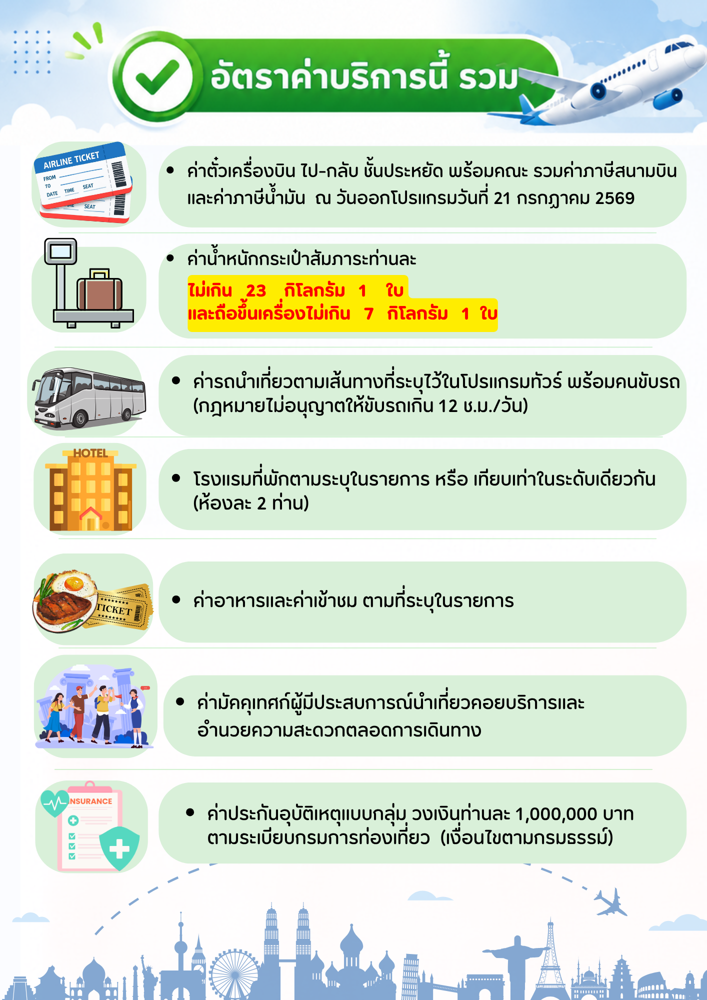 อัตราค่าบริการนี้ รวม
AIRLINE TICKET
FROM
TO
DATE TIME SEAT
SEAT
• ค่าตั๋วเครื่องบิน ไป-กลับ ชั้นประหยัด พร้อมคณะ รวมค่าภาษีสนามบิน
และค่าภาษีน้ำมัน ณ วันออกโปรแกรมวันที่ 21 กรกฎาคม 2569
• ค่าน้ำหนักกระเป๋าสัมภาระท่านละ
ไม่เกิน 23 กิโลกรัม 1 ใบ
และถือขึ้นเครื่องไม่เกิน 7 กิโลกรัม 1 ใบ
• ค่ารถนำเที่ยวตามเส้นทางที่ระบุไว้ในโปรแกรมทัวร์ พร้อมคนขับรถ
(กฎหมายไม่อนุญาตให้ขับรถเกิน 12 ช.ม./วัน)
HOTEL
• โรงแรมที่พักตามระบุในรายการ หรือ เทียบเท่าในระดับเดียวกัน
(ห้องละ 2 ท่าน)
TICKET
• ค่าอาหารและค่าเข้าชม ตามที่ระบุในรายการ
• ค่ามัคคุเทศก์ผู้มีประสบการณ์นำเที่ยวคอยบริการและ
อำนวยความสะดวกตลอดการเดินทาง
INSURANCE
• ค่าประกันอุบัติเหตุแบบกลุ่ม วงเงินท่านละ 1,000,000 บาท
ตามระเบียบกรมการท่องเที่ยว (เงื่อนไขตามกรมธรรม์)